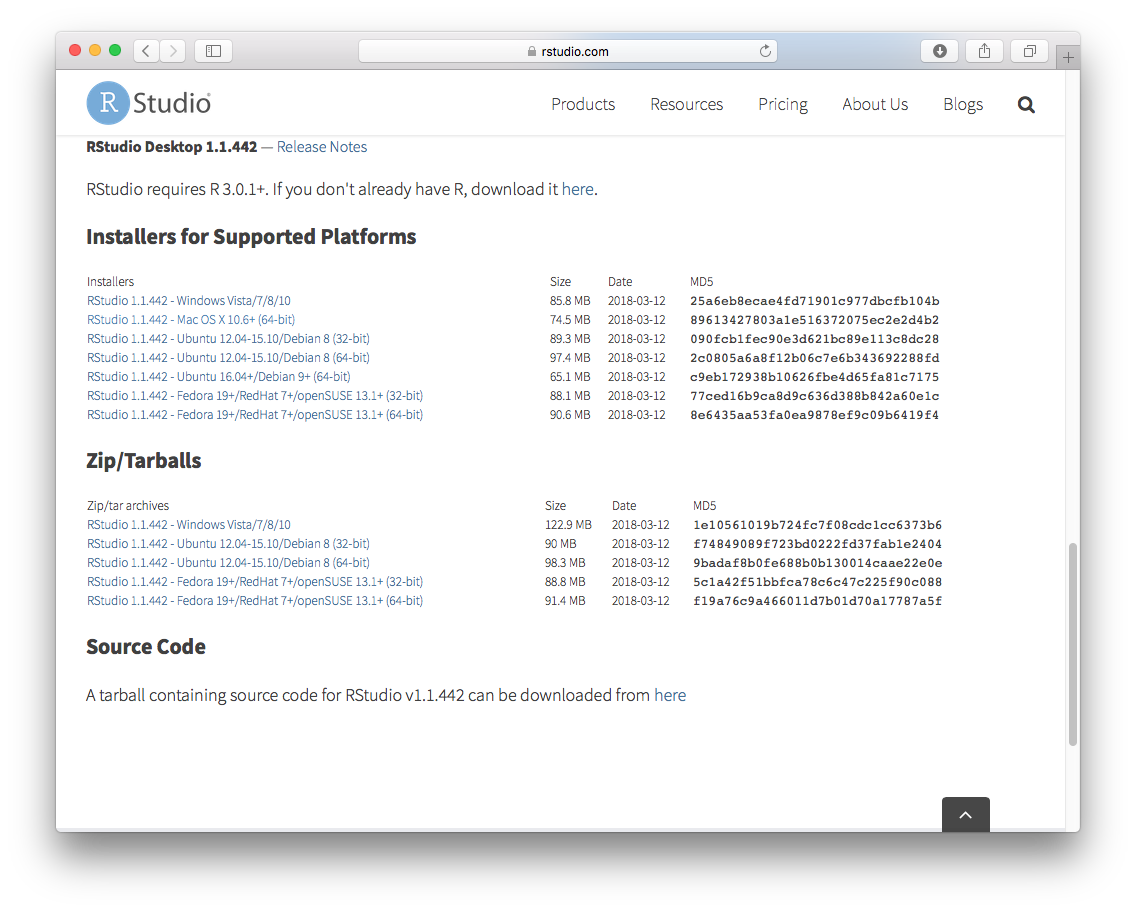 rstudio.com
R Studio®
Products Resources Pricing About Us Blogs
RStudio Desktop 1.1.442 — Release Notes
RStudio requires R 3.0.1+. If you don't already have R, download it here.
Installers for Supported Platforms
Installers Size Date MD5
RStudio 1.1.442 - Windows Vista/7/8/10 85.8 MB 2018-03-12 25a6eb8ecae4fd71901c977dbcfb104b
RStudio 1.1.442 - Mac OS X 10.6+ (64-bit) 74.5 MB 2018-03-12 89613427803a1e516372075ec2e2d4b2
RStudio 1.1.442 - Ubuntu 12.04-15.10/Debian 8 (32-bit) 89.3 MB 2018-03-12 090fcb1fec90e3d621bc89e113c8dc28
RStudio 1.1.442 - Ubuntu 12.04-15.10/Debian 8 (64-bit) 97.4 MB 2018-03-12 2c0805a6a8f12b06c7e6b343692288fd
RStudio 1.1.442 - Ubuntu 16.04+/Debian 9+ (64-bit) 65.1 MB 2018-03-12 c9eb172938b10626fbe4d65fa81c7175
RStudio 1.1.442 - Fedora 19+/RedHat 7+/openSUSE 13.1+ (32-bit) 88.1 MB 2018-03-12 77ced16b9ca8d9c636d388b842a60e1c
RStudio 1.1.442 - Fedora 19+/RedHat 7+/openSUSE 13.1+ (64-bit) 90.6 MB 2018-03-12 8e6435aa53fa0ea9878ef9c09b6419f4
Zip/Tarballs
Zip/tar archives Size Date MD5
RStudio 1.1.442 - Windows Vista/7/8/10 122.9 MB 2018-03-12 1e10561019b724fc7f08cdc1cc6373b6
RStudio 1.1.442 - Ubuntu 12.04-15.10/Debian 8 (32-bit) 90 MB 2018-03-12 f74849089f723bd0222fd37fab1e2404
RStudio 1.1.442 - Ubuntu 12.04-15.10/Debian 8 (64-bit) 98.3 MB 2018-03-12 9badaf8b0fe688b0b130014caae22e0e
RStudio 1.1.442 - Fedora 19+/RedHat 7+/openSUSE 13.1+ (32-bit) 88.8 MB 2018-03-12 5c1a42f51bbfca78c6c47c225f90c088
RStudio 1.1.442 - Fedora 19+/RedHat 7+/openSUSE 13.1+ (64-bit) 91.4 MB 2018-03-12 f19a76c9a466011d7b01d70a17787a5f
Source Code
A tarball containing source code for RStudio v1.1.442 can be downloaded from here